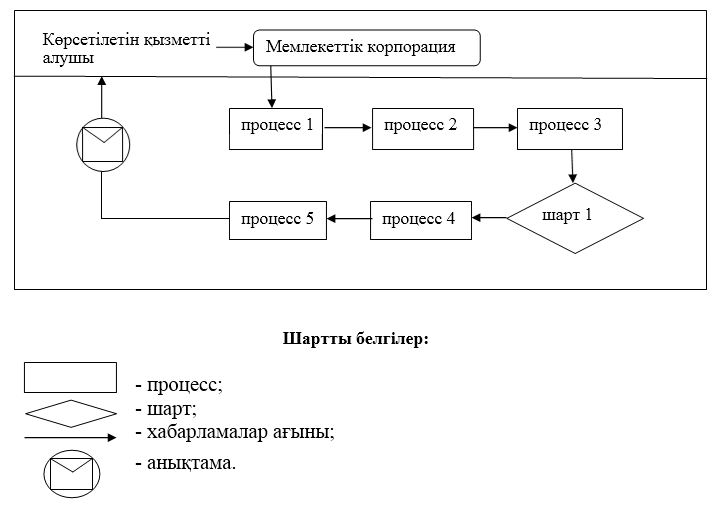 Көрсетілетін қызметті
алушы
Мемлекеттік корпорация
процесс 1
процесс 2
процесс 3
процесс 5
процесс 4
шарт 1
Шартты белгілер:
- процесс;
- шарт;
- хабарламалар ағыны;
- анықтама.